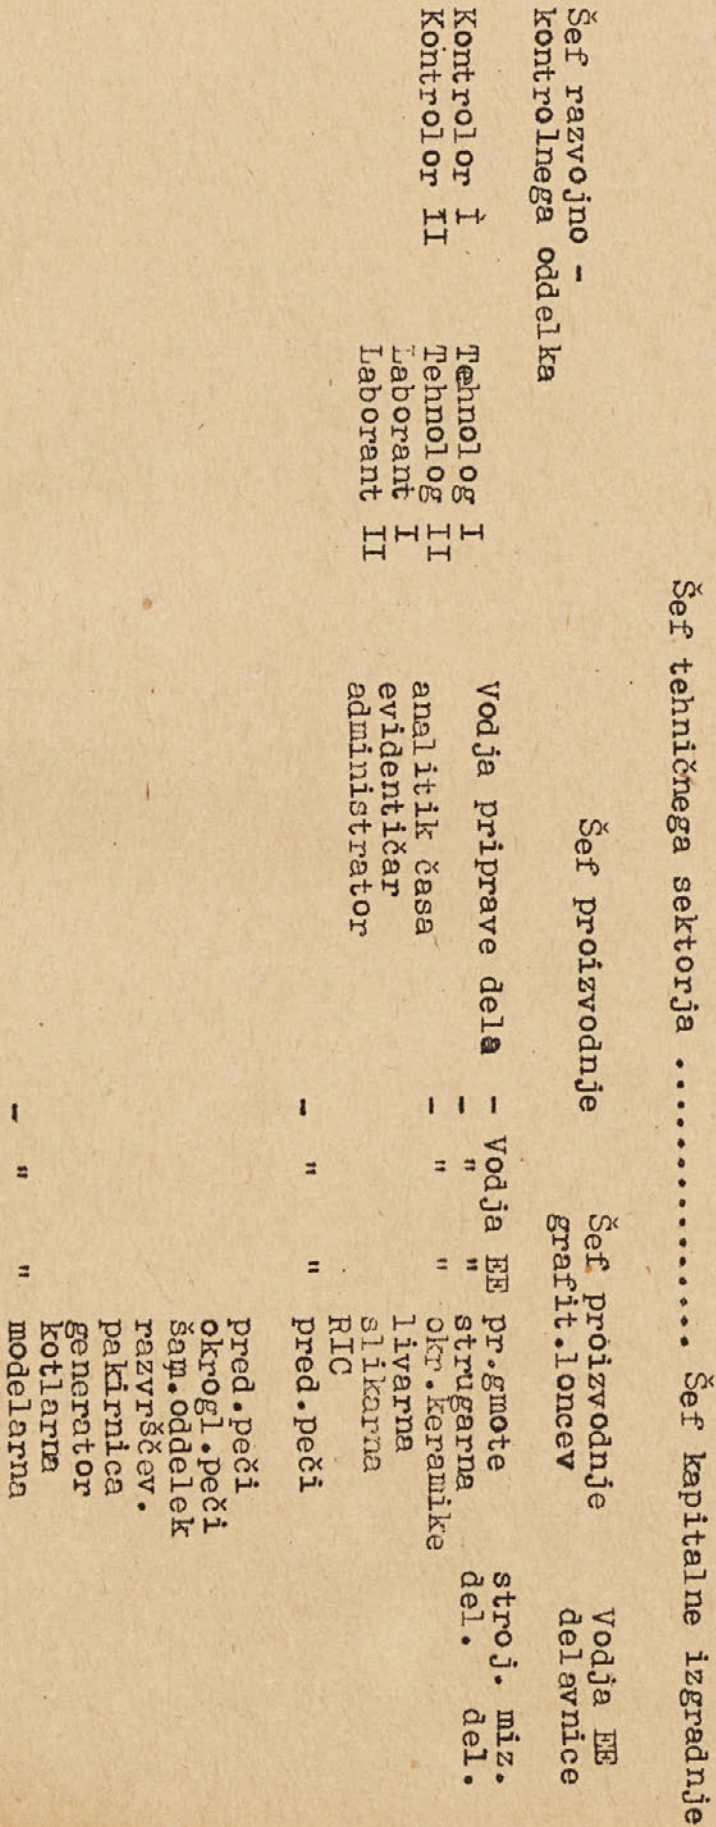 Šef tehničnega sektorja ................ Šef kapitalne izgradnje
Šef razvojno -
kontrolnega oddelka
Šef proizvodnje
Šef proizvodnje
grafit.loncev
Vodja EE
delavnice
Kontrolor I
Kontrolor II
Tehnolog I
Tehnolog II
Laborant I
Laborant II
Vodja priprave dela
analitik časa
evidentičar
administrator
- Vodja EE pr.gmote
- " " strugarna
- " " okr.keramike
livarna
slikarna
RIC
- " " pred.peči
pred.peči
okrogl.peči
šam.oddelek
razvrščev.
pakirnica
generator
kotlarna
- " " modelarna
stroj. miz.
del. del.